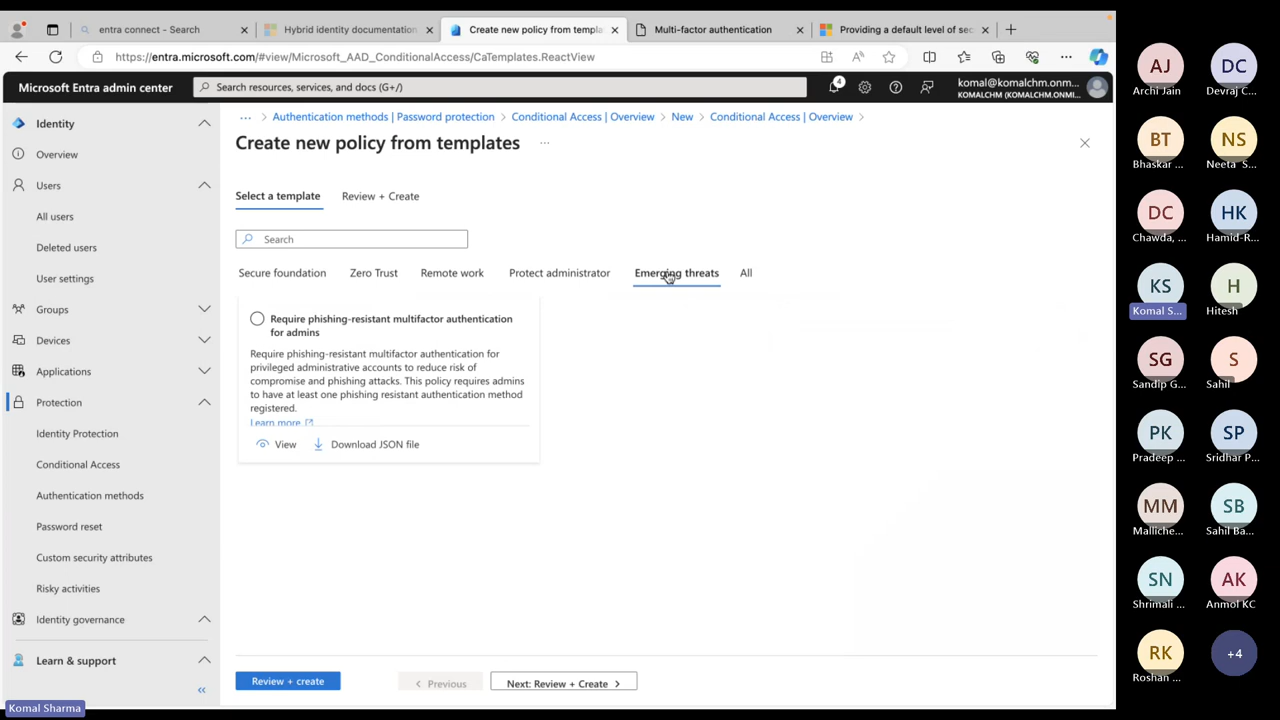 entra connect - Search
Hybrid identity documentation
Create new policy from templa
Multi-factor authentication
Providing a default level of sec
https://entra.microsoft.com/#view/Microsoft_AAD_ConditionalAccess/CaTemplates.ReactView
Microsoft Entra admin center
Search resources, services, and docs (G+/)
4
komal@komalchm.onm...
KOMALCHM (KOMALCHM.ONMI...
Identity
Overview
Users
All users
Deleted users
User settings
Groups
Devices
Applications
Protection
Identity Protection
Conditional Access
Authentication methods
Password reset
Custom security attributes
Risky activities
Identity governance
Learn & support
... > Authentication methods | Password protection > Conditional Access | Overview > New > Conditional Access | Overview >
Create new policy from templates ...
Select a template Review + Create
Search
Secure foundation Zero Trust Remote work Protect administrator Emerging threats All
Require phishing-resistant multifactor authentication
for admins
Require phishing-resistant multifactor authentication for
privileged administrative accounts to reduce risk of
compromise and phishing attacks. This policy requires admins
to have at least one phishing resistant authentication method
registered.
Learn more
View Download JSON file
Review + create < Previous Next: Review + Create >
AJ DC
Archi Jain Devraj C...
BT NS
Bhaskar ... Neeta S...
DC HK
Chawda, ... Hamid-R...
KS H
Komal S... Hitesh
SG S
Sandip G... Sahil
PK SP
Pradeep ... Sridhar P...
MM SB
Malliche... Sahil Ba...
SN AK
Shrimali ... Anmol KC
RK +4
Roshan ...
Komal Sharma